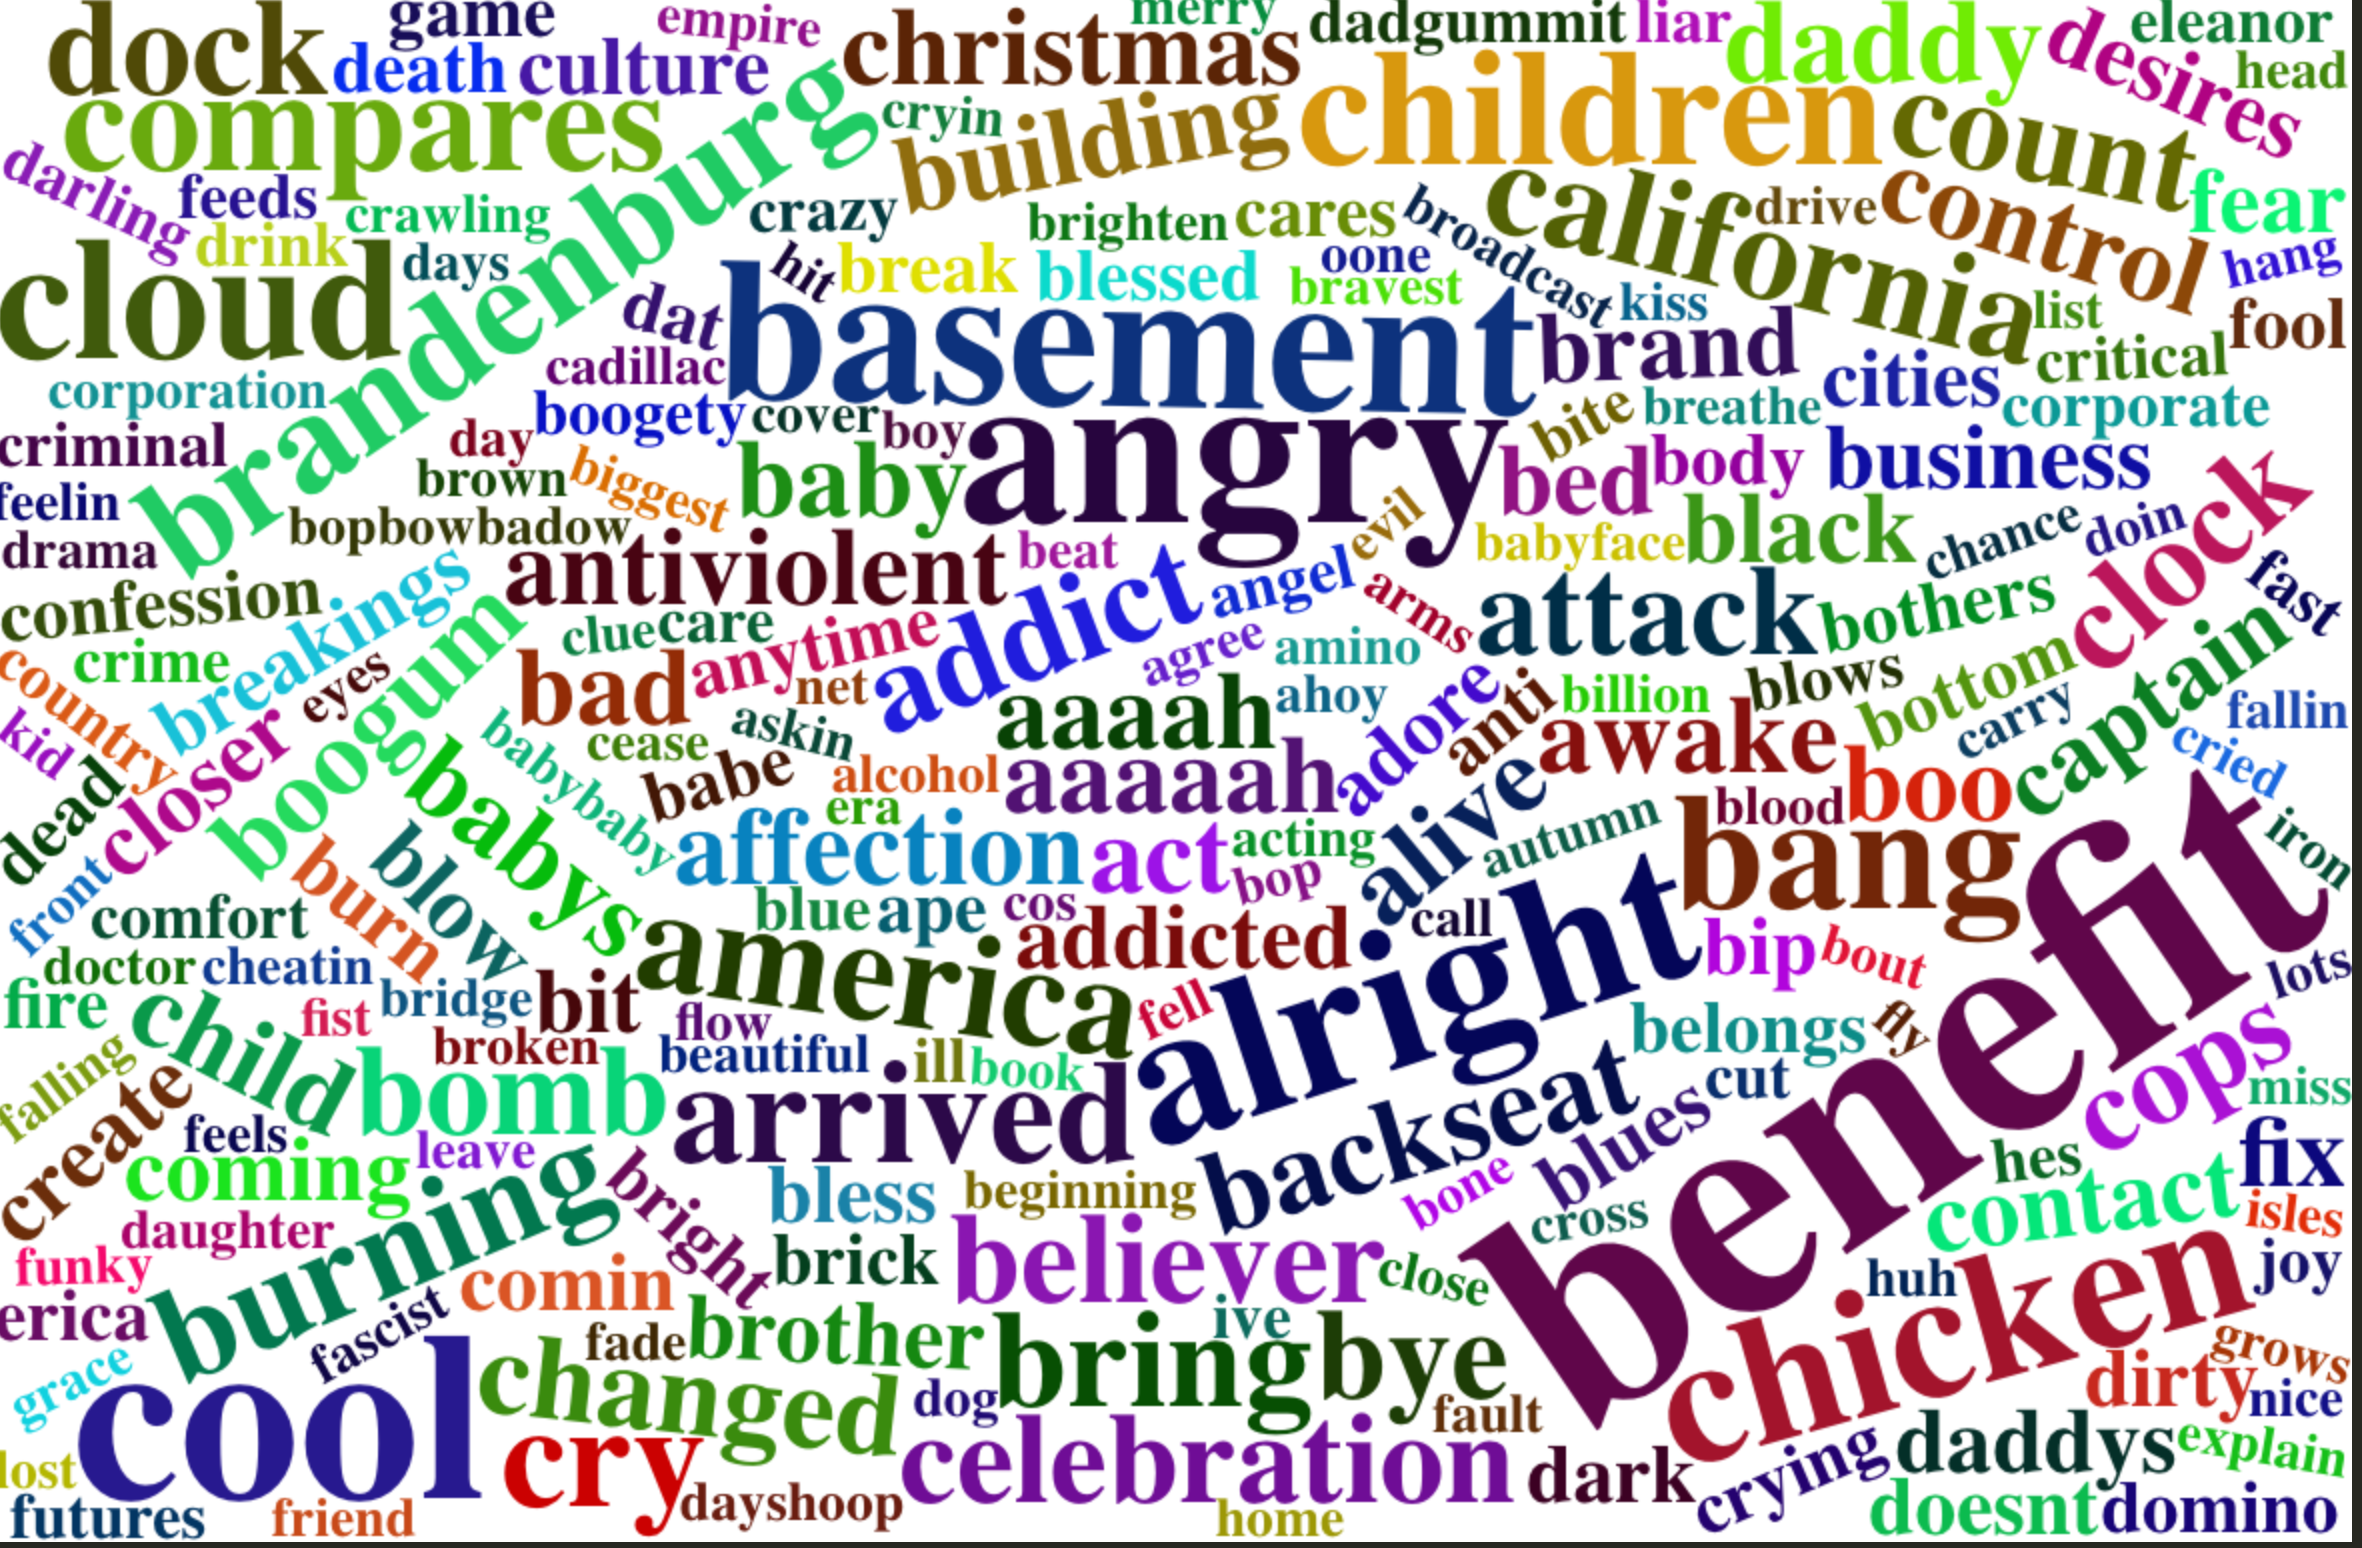 dock
game
empire
merry
dadgummit
liar
daddy
desires
eleanor
death
culture
christmas
head
compares
brandenburg
cryin
building
children
count
darling
feeds
crawling
crazy
brighten
cares
broadcast
california
drive
control
fear
drink
cloud
days
hit
break
blessed
oone
bravest
kiss
list
hang
dat
basement
brand
fool
cadillac
critical
corporation
boogety
cover
boy
angry
bite
breathe
cities
corporate
criminal
day
brown
biggest
baby
bed
body
business
clock
feelin
bopbowbadow
evil
babyface
black
chance
doin
drama
antiviolent
beat
addict
angel
arms
attack
bothers
fast
confession
breakings
boogum
clue
care
anytime
agree
amino
crime
country
eyes
bad
net
aaaah
ahoy
adore
anti
billion
blows
bottom
carry
captain
fallin
kid
closer
babybaby
cease
askin
babe
alcohol
aaaaah
alive
awake
cried
dead
babys
era
autumn
blood
boo
iron
front
burn
blow
affection
act
acting
bop
bang
benefit
comfort
blue
ape
cos
addicted
call
alright
bip
bout
doctor
cheatin
america
lots
fire
child
fist
bridge
bit
flow
fell
belongs
fly
cops
falling
broken
beautiful
ill
book
create
bomb
arrived
backseat
blues
cut
miss
feels
coming
leave
bright
bless
beginning
bone
hes
fix
daughter
burning
cross
contact
isles
funky
comin
brick
believer
close
huh
chicken
joy
erica
fascist
fade
brother
ive
bring
bye
grows
grace
cool
changed
dog
fault
dirty
nice
lost
cry
celebration
dark
crying
daddys
explain
futures
friend
dayshoop
home
doesnt
domino